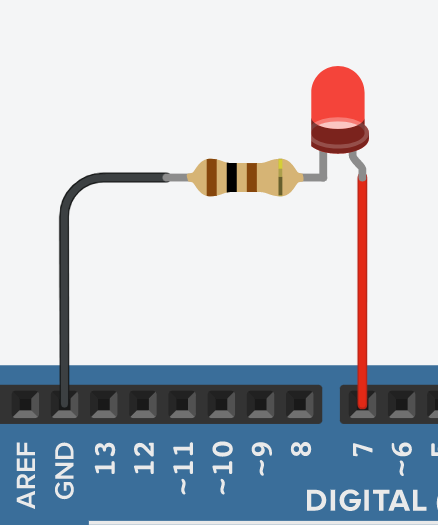 AREF
GND
13
12
~11
~10
~9
8
7
~6
DIGITAL